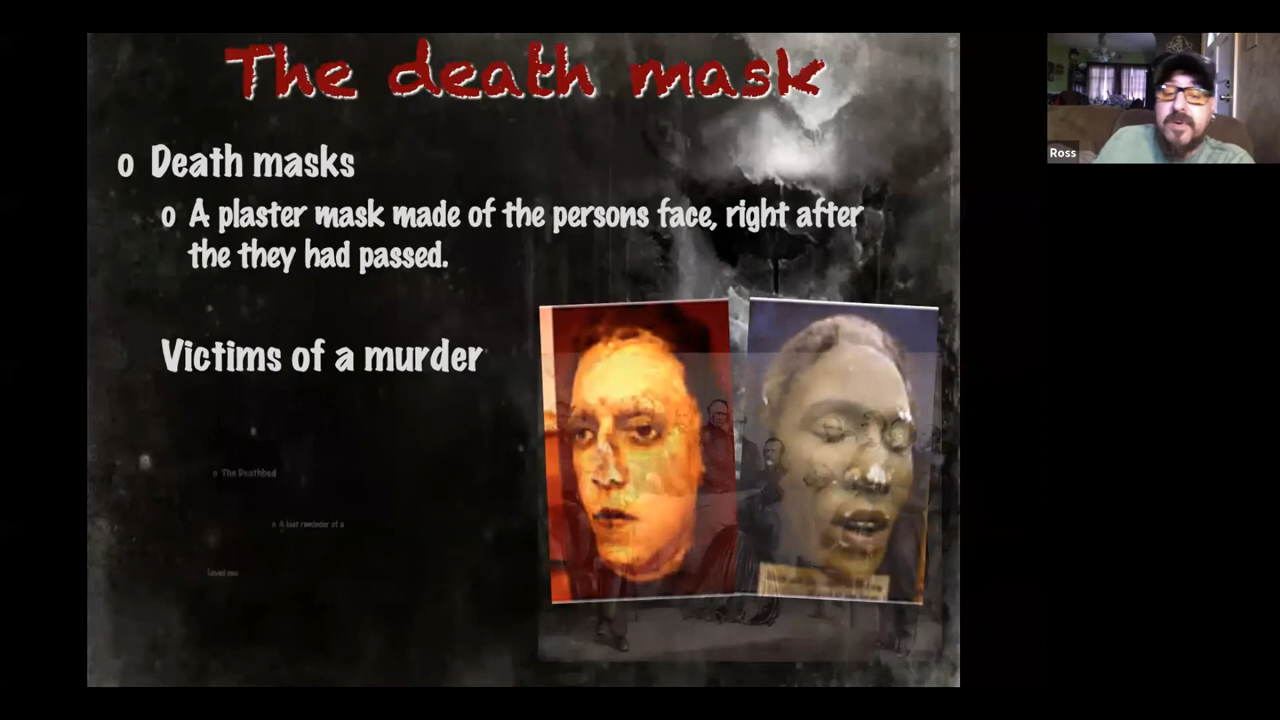 The death mask
o Death masks
o A plaster mask made of the persons face, right after
the they had passed.
Victims of a murder
o The Deathbed
o A last reminder of a
Loved one
Ross